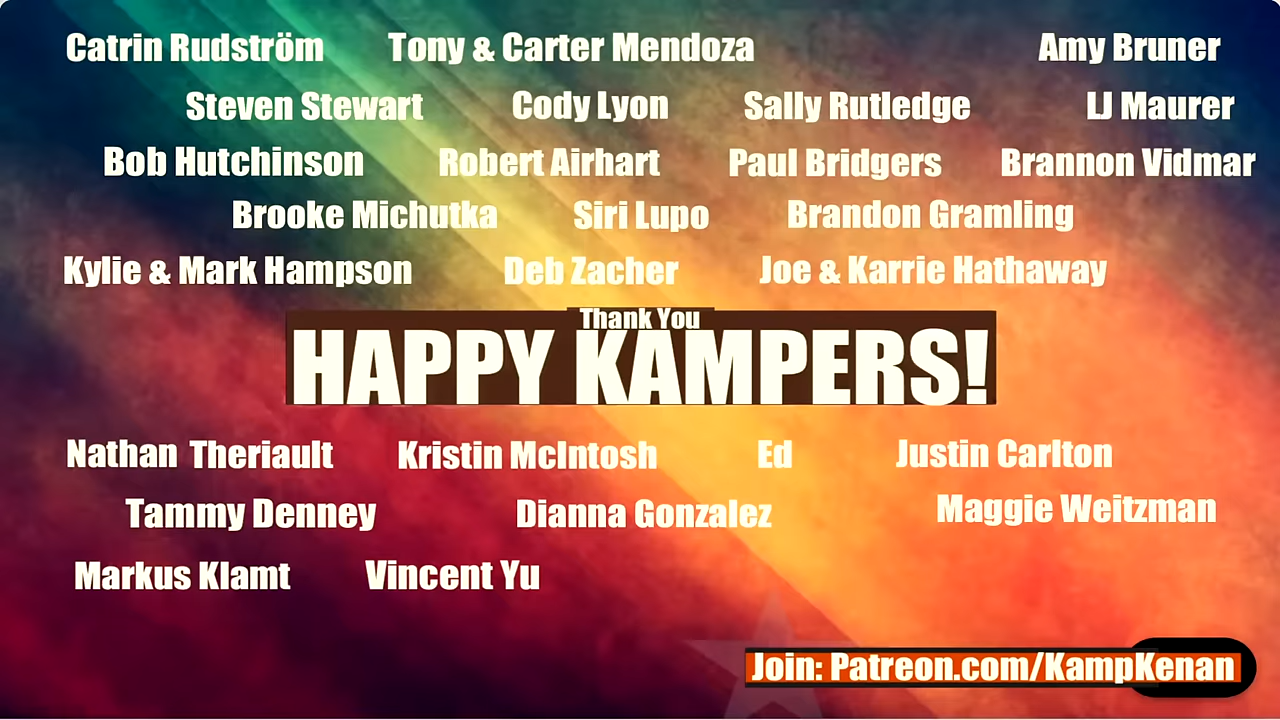 Catrin Rudström Tony & Carter Mendoza Amy Bruner
Steven Stewart Cody Lyon Sally Rutledge LJ Maurer
Bob Hutchinson Robert Airhart Paul Bridgers Brannon Vidmar
Brooke Michutka Siri Lupo Brandon Gramling
Kylie & Mark Hampson Deb Zacher Joe & Karrie Hathaway
Thank You
HAPPY KAMPERS!
Nathan Theriault Kristin McIntosh Ed Justin Carlton
Tammy Denney Dianna Gonzalez Maggie Weitzman
Markus Klamt Vincent Yu
Join: Patreon.com/KampKenan